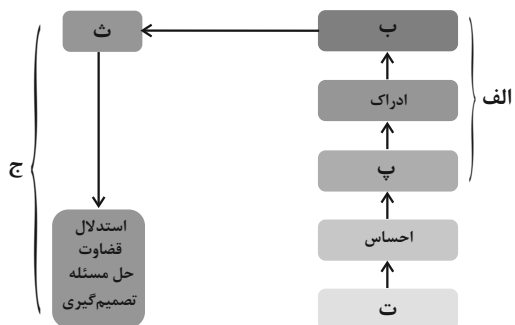 ب
ث
ادراک
الف
پ
ج
احساس
استدلال
قضاوت
حل مسئله
تصمیم‌گیری
ت